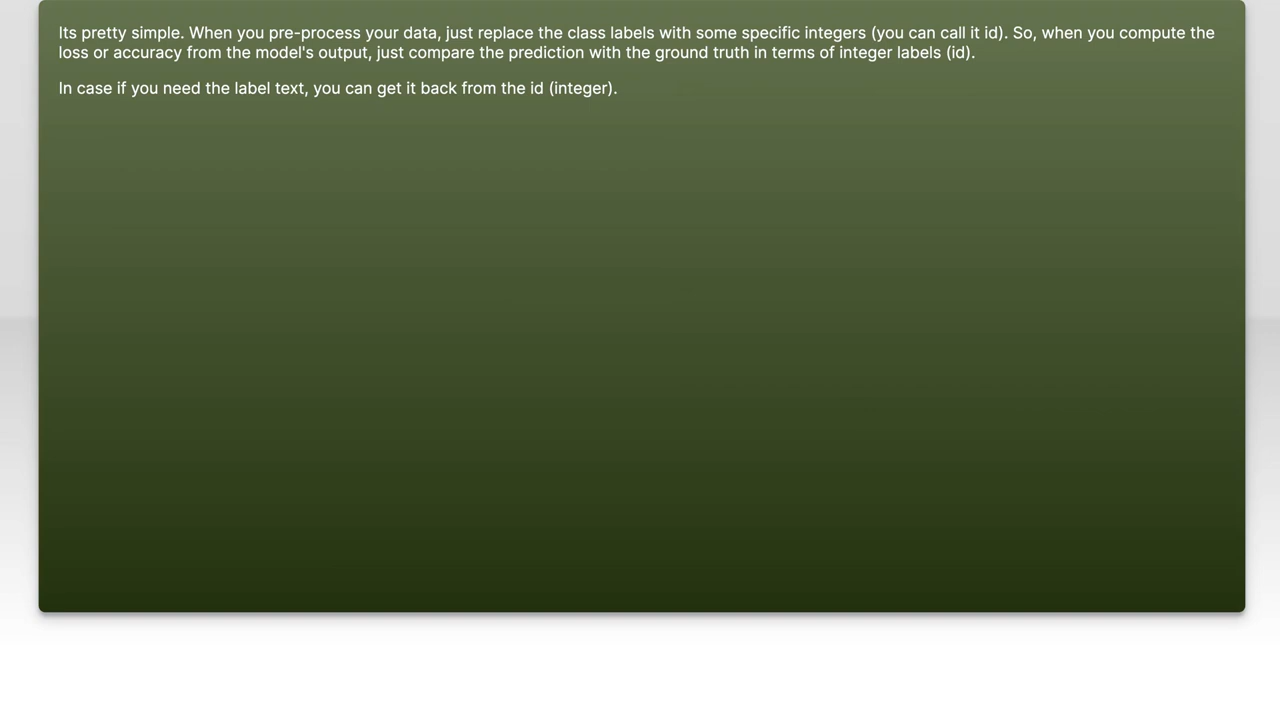 Its pretty simple. When you pre-process your data, just replace the class labels with some specific integers (you can call it id). So, when you compute the
loss or accuracy from the model's output, just compare the prediction with the ground truth in terms of integer labels (id).
In case if you need the label text, you can get it back from the id (integer).